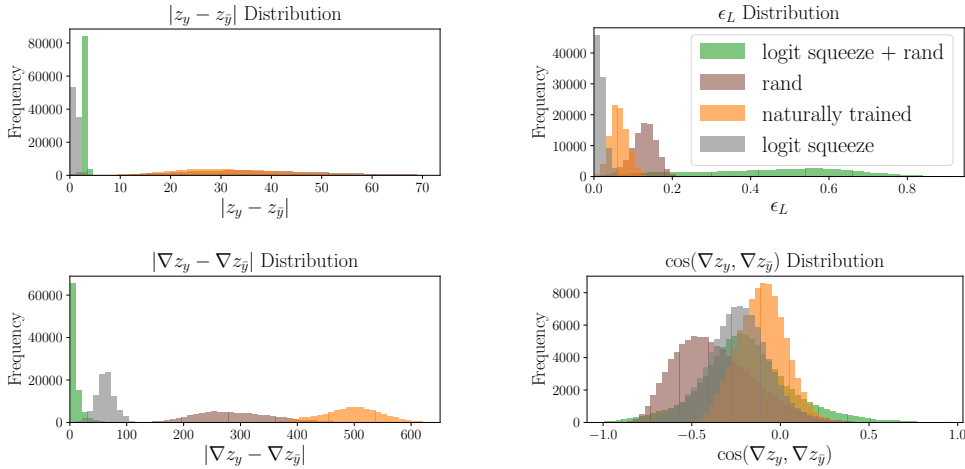 |z_y − z_ȳ| Distribution
Frequency
80000
60000
40000
20000
0
0 10 20 30 40 50 60 70
|z_y − z_ȳ|
ϵ_L Distribution
Frequency
40000
30000
20000
10000
0
0.0 0.2 0.4 0.6 0.8
ϵ_L
logit squeeze + rand
rand
naturally trained
logit squeeze
|∇z_y − ∇z_ȳ| Distribution
Frequency
60000
40000
20000
0
0 100 200 300 400 500 600
|∇z_y − ∇z_ȳ|
cos(∇z_y, ∇z_ȳ) Distribution
Frequency
8000
6000
4000
2000
0
−1.0 −0.5 0.0 0.5 1.0
cos(∇z_y, ∇z_ȳ)